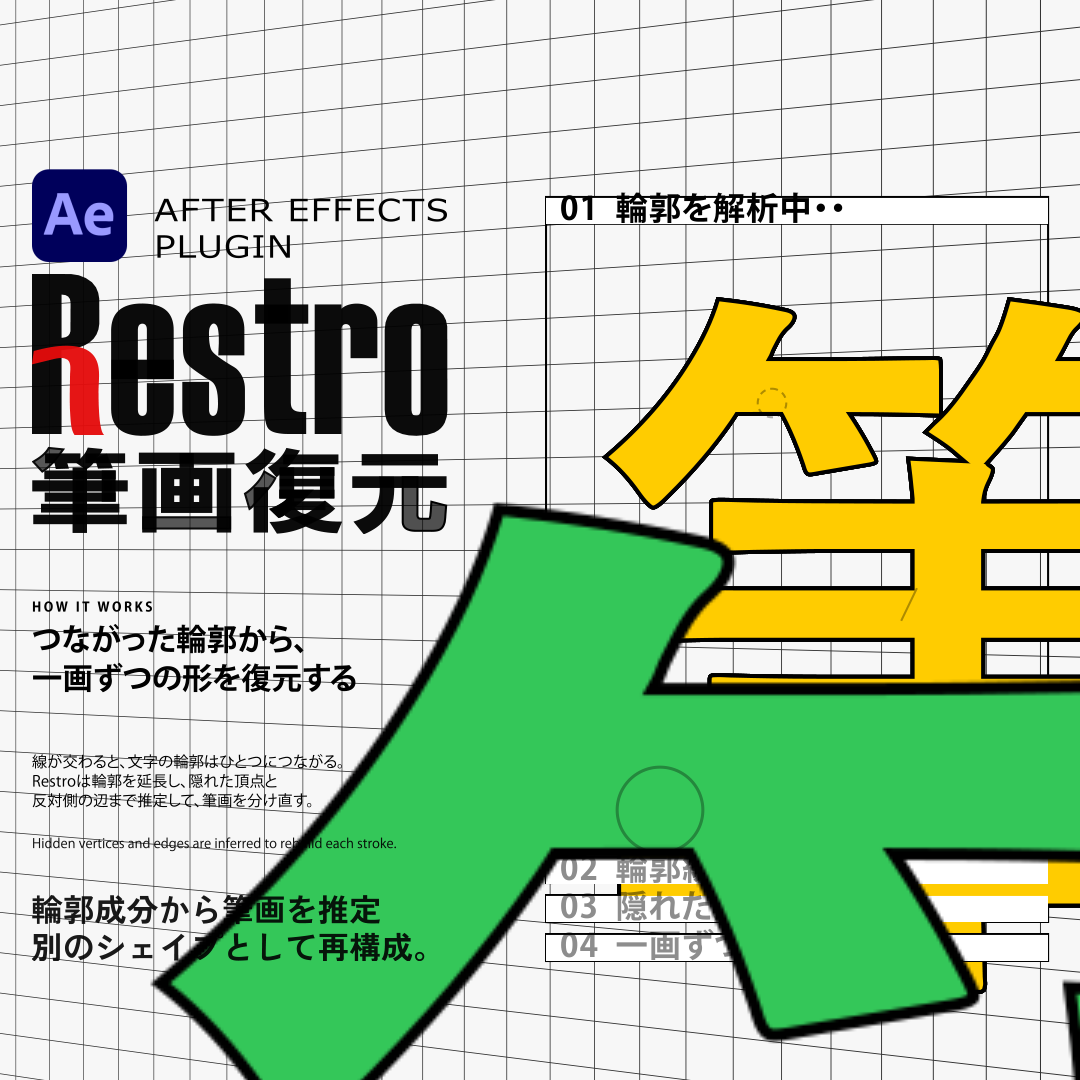 Ae
AFTER EFFECTS
PLUGIN
Restro
筆画復元
HOW IT WORKS
つながった輪郭から、
一画ずつの形を復元する
線が交わると、文字の輪郭はひとつにつながる。
Restroは輪郭を延長し、隠れた頂点と
反対側の辺まで推定して、筆画を分け直す。
Hidden vertices and edges are inferred to rebuild each stroke.
輪郭成分から筆画を推定
別のシェイプとして再構成。
01 輪郭を解析中・・
02 輪郭
03 隠れた
04 一画ず